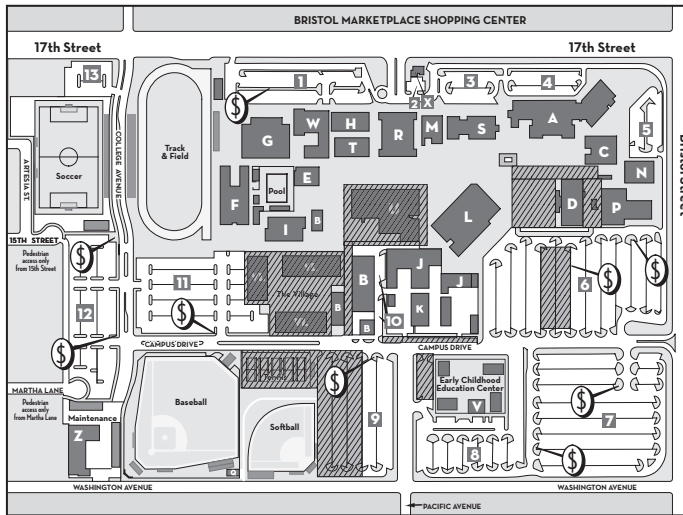 BRISTOL MARKETPLACE SHOPPING CENTER
17th Street
17th Street
13
1
2
X
3
4
5
$
W
H
T
G
R
M
S
A
C
N
Soccer
COLLEGE AVENUE
ARTESIA ST.
Track
& Field
F
Pool
E
I
B
L
D
P
15TH STREET
Pedestrian
access only
from 15th Street
$
11
$
The Village
B
B
B
J
J
K
10
6
$
$
12
$
CAMPUS DRIVE
CAMPUS DRIVE
MARTHA LANE
Pedestrian
access only
from Martha Lane
Maintenance
Z
Baseball
Softball
$
9
Early Childhood
Education Center
V
8
$
7
$
WASHINGTON AVENUE
WASHINGTON AVENUE
PACIFIC AVENUE